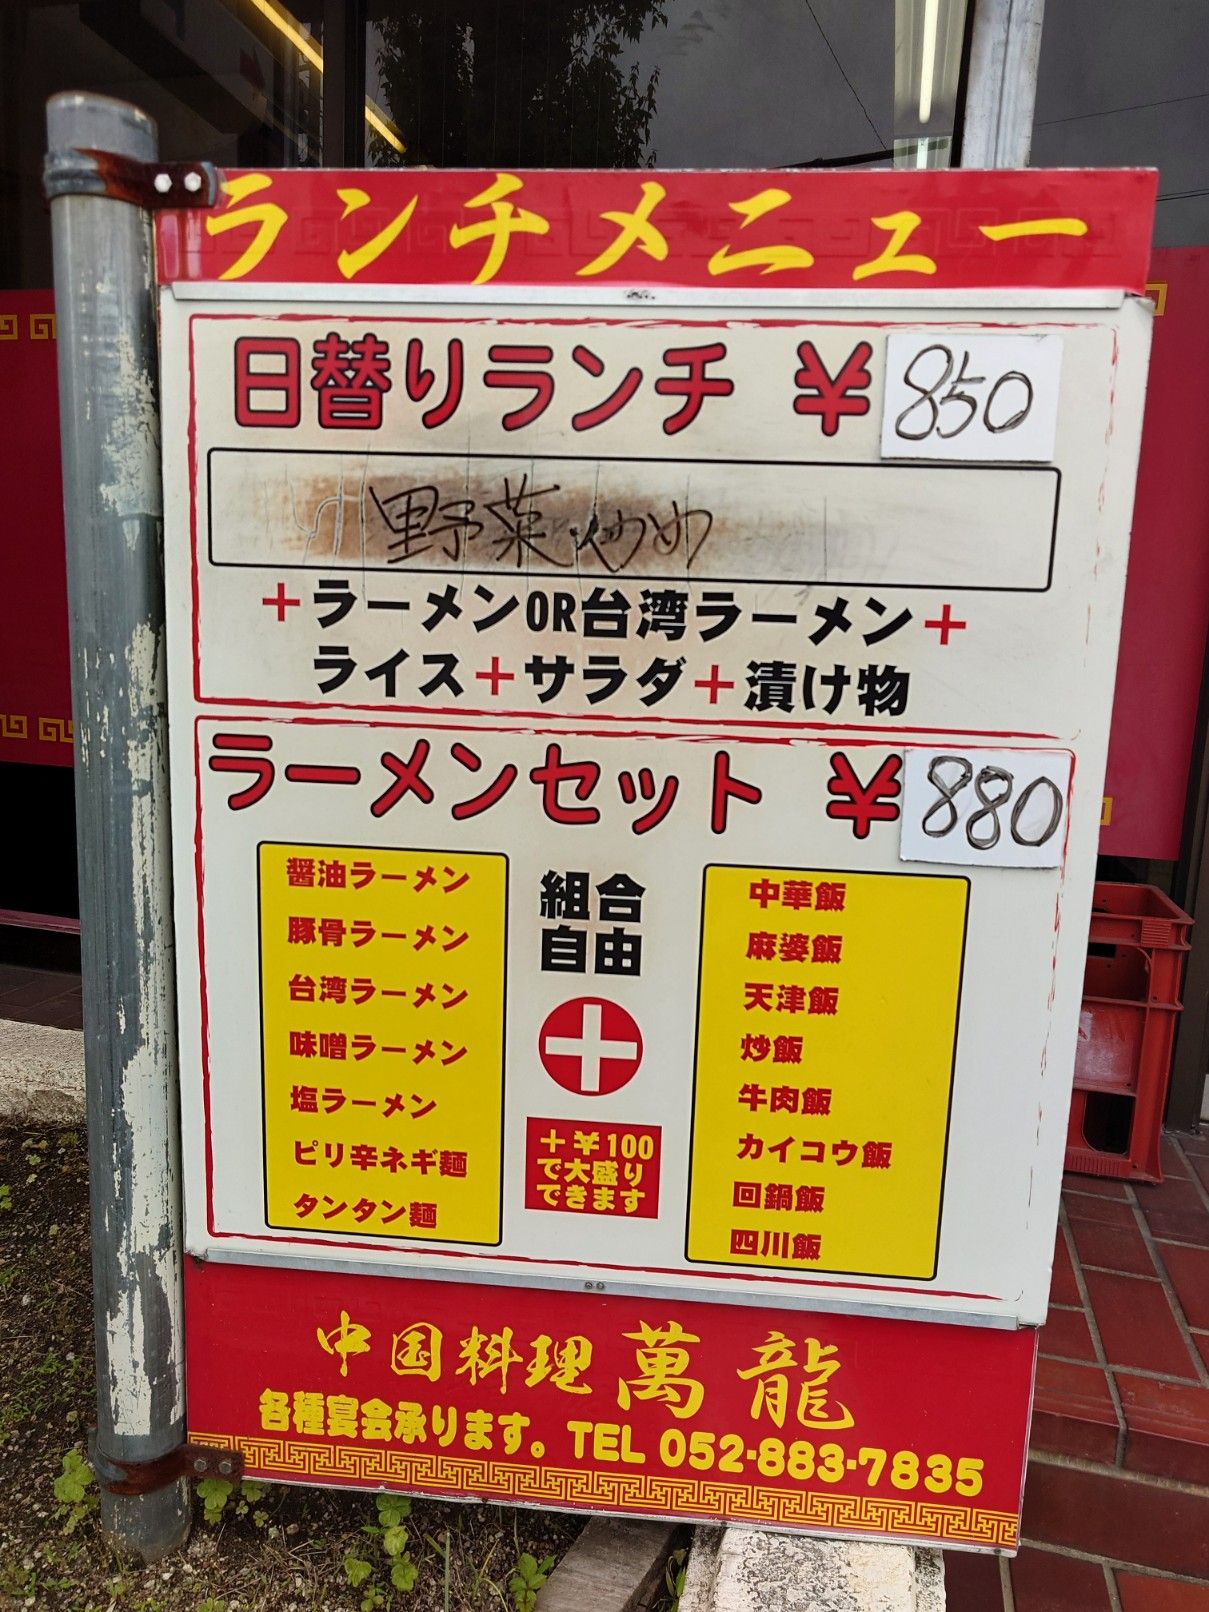 ランチメニュー
日替りランチ ¥850
野菜炒め
+ラーメンOR台湾ラーメン+
ライス+サラダ+漬け物
ラーメンセット ¥880
醤油ラーメン
豚骨ラーメン
台湾ラーメン
味噌ラーメン
塩ラーメン
ピリ辛ネギ麺
タンタン麺
組合
自由
+
+¥100
で大盛り
できます
中華飯
麻婆飯
天津飯
炒飯
牛肉飯
カイコウ飯
回鍋飯
四川飯
中国料理 萬龍
各種宴会承ります。TEL 052-883-7835